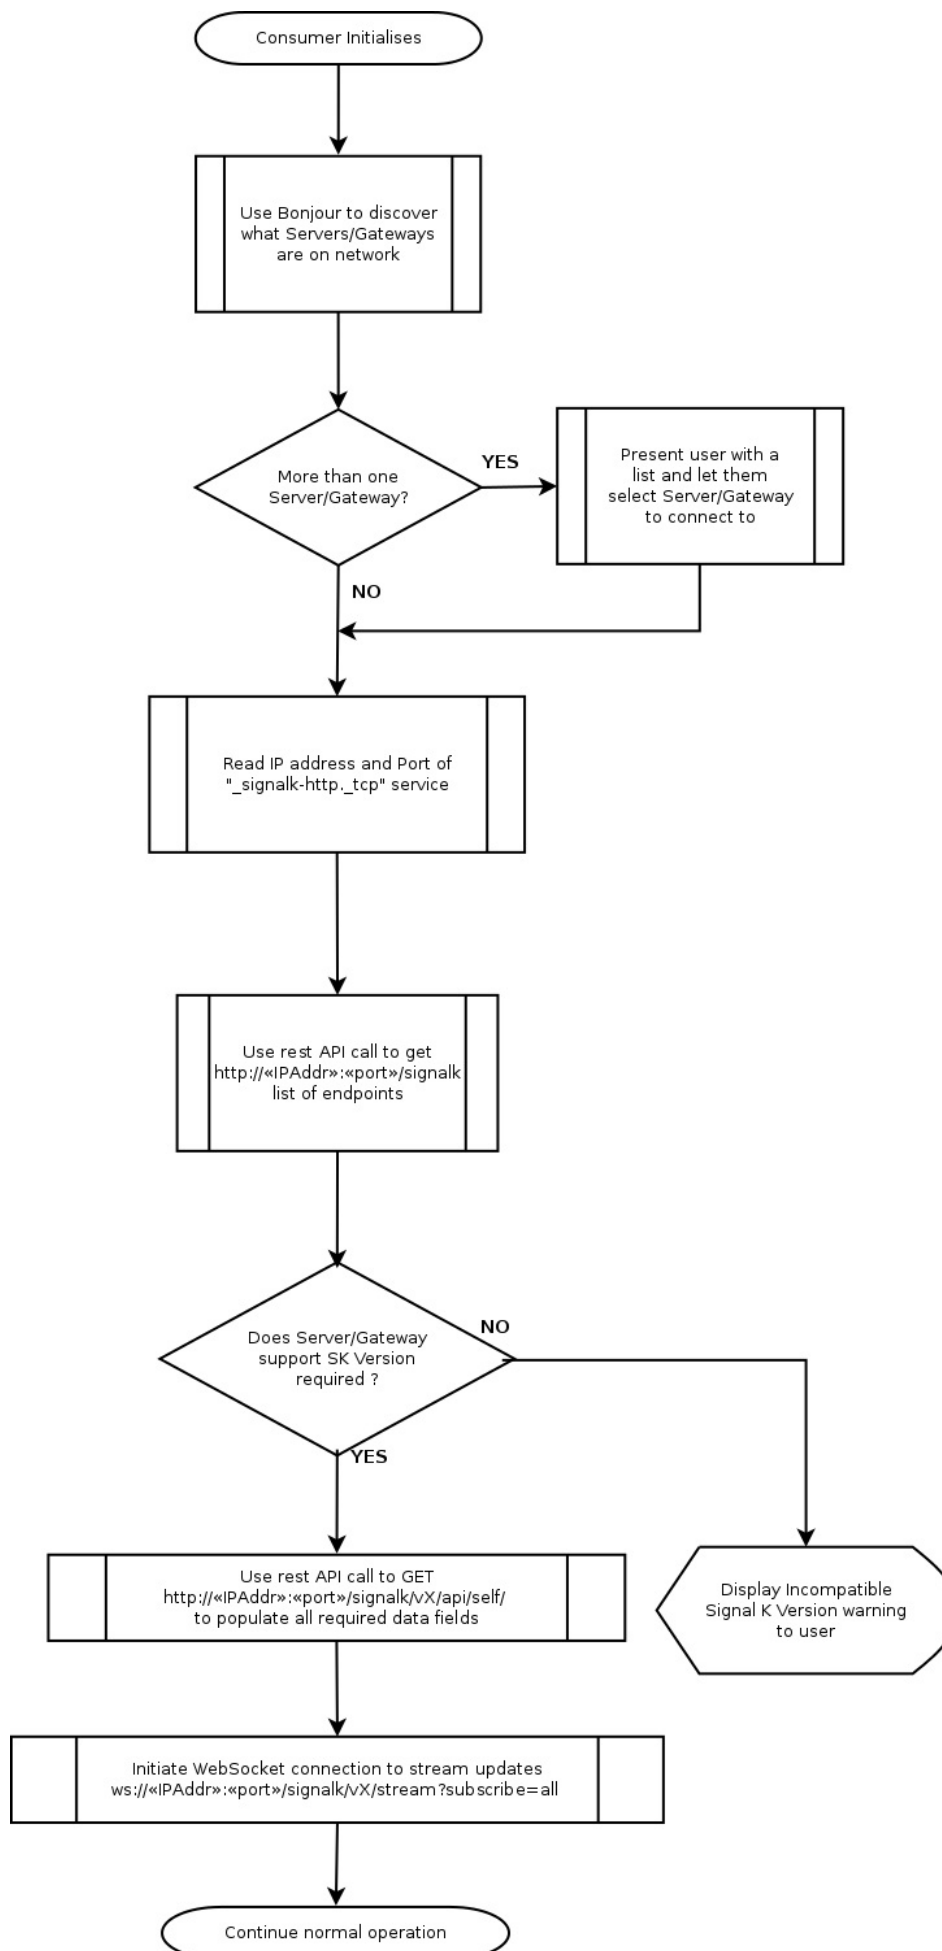 Consumer Initialises
Use Bonjour to discover
what Servers/Gateways
are on network
More than one
Server/Gateway?
YES
Present user with a
list and let them
select Server/Gateway
to connect to
NO
Read IP address and Port of
"_signalk-http._tcp" service
Use rest API call to get
http://«IPAddr»:«port»/signalk
list of endpoints
Does Server/Gateway
support SK Version
required ?
NO
YES
Use rest API call to GET
http://«IPAddr»:«port»/signalk/vX/api/self/
to populate all required data fields
Display Incompatible
Signal K Version warning
to user
Initiate WebSocket connection to stream updates
ws://«IPAddr»:«port»/signalk/vX/stream?subscribe=all
Continue normal operation